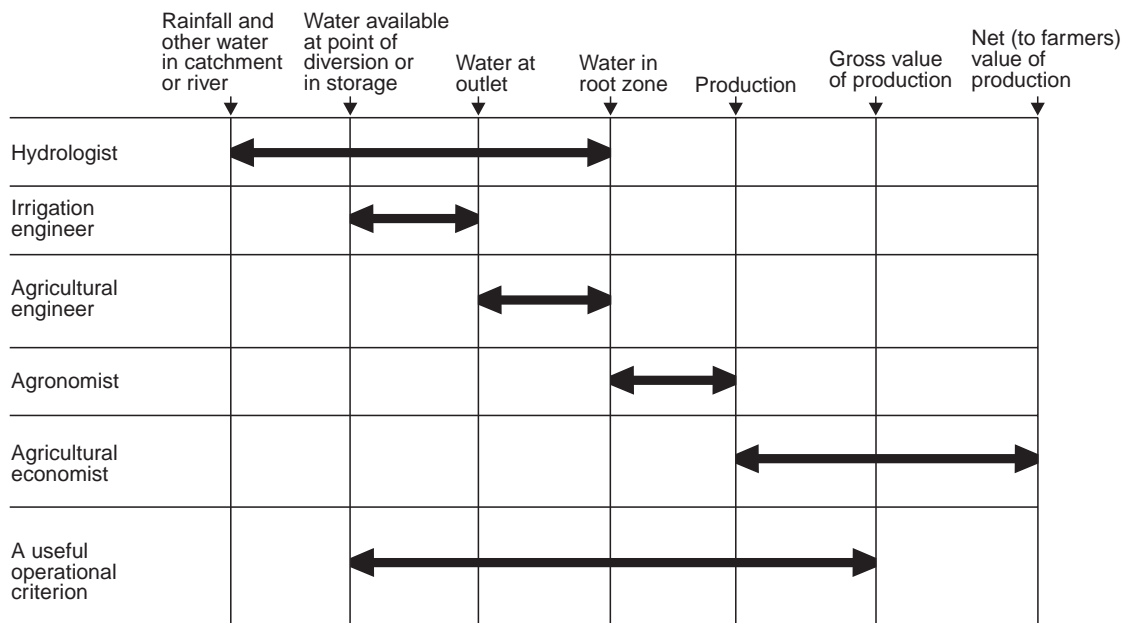 Rainfall and
other water
in catchment
or river
Water available
at point of
diversion or
in storage
Water at
outlet
Water in
root zone
Production
Gross value
of production
Net (to farmers)
value of
production
Hydrologist
Irrigation
engineer
Agricultural
engineer
Agronomist
Agricultural
economist
A useful
operational
criterion